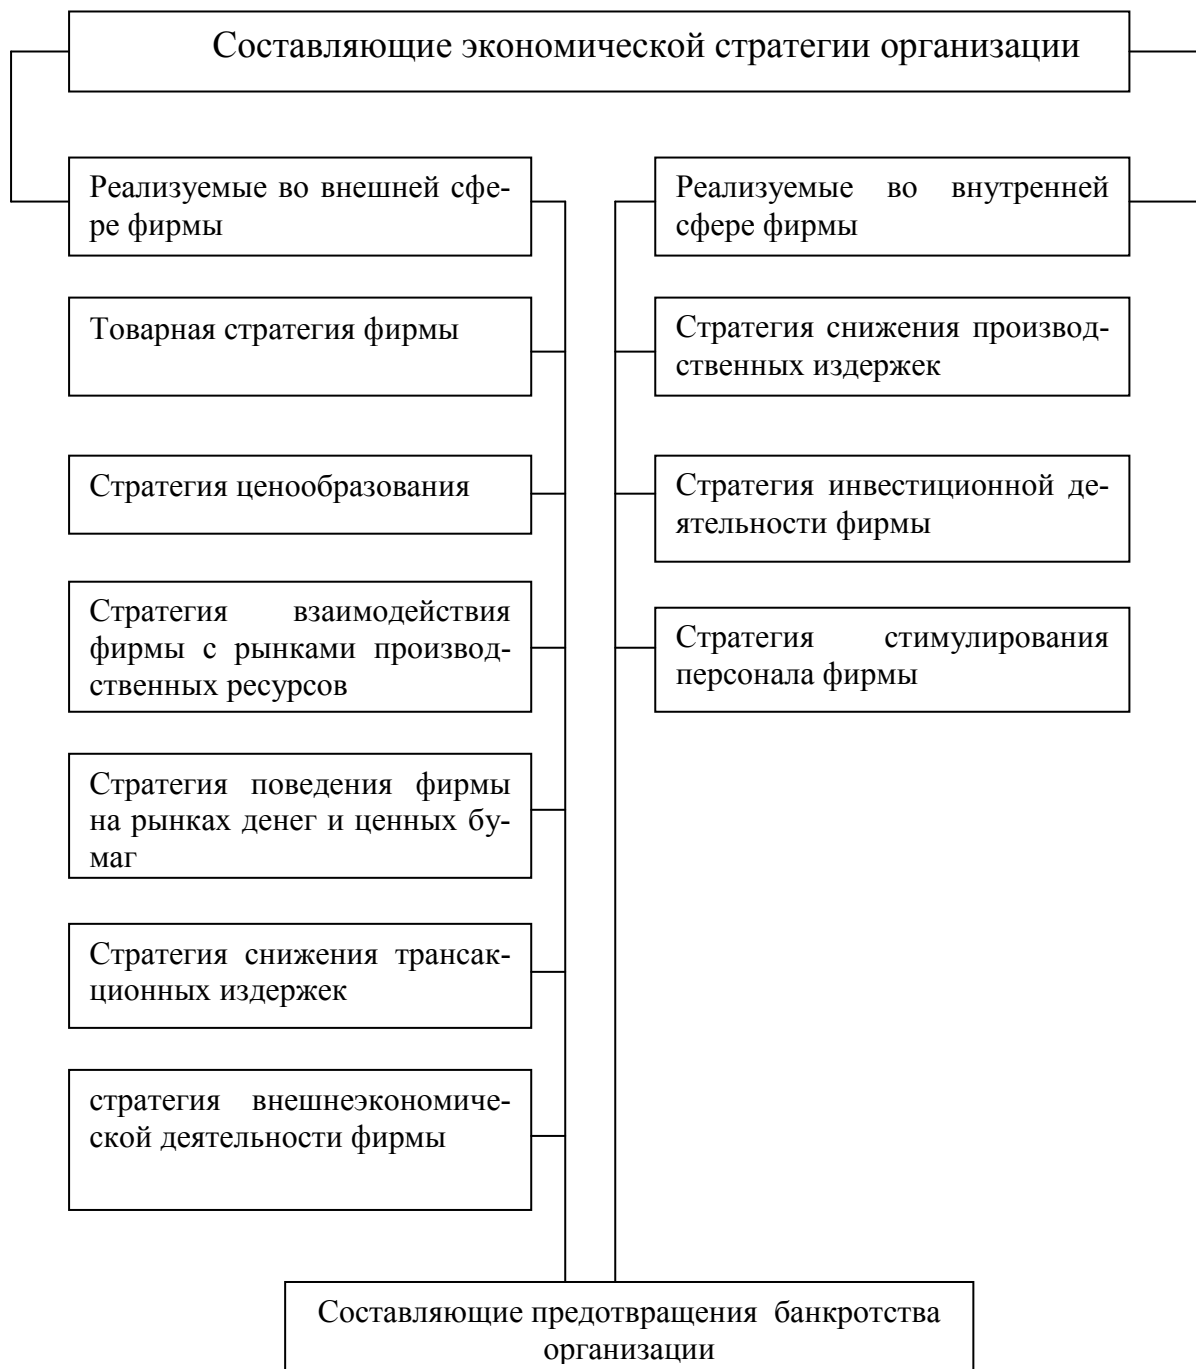 Составляющие экономической стратегии организации
Реализуемые во внешней сфе-
ре фирмы
Товарная стратегия фирмы
Стратегия ценообразования
Стратегия взаимодействия
фирмы с рынками производ-
ственных ресурсов
Стратегия поведения фирмы
на рынках денег и ценных бу-
маг
Стратегия снижения трансак-
ционных издержек
стратегия внешнеэкономиче-
ской деятельности фирмы
Реализуемые во внутренней
сфере фирмы
Стратегия снижения производ-
ственных издержек
Стратегия инвестиционной де-
ятельности фирмы
Стратегия стимулирования
персонала фирмы
Составляющие предотвращения банкротства
организации